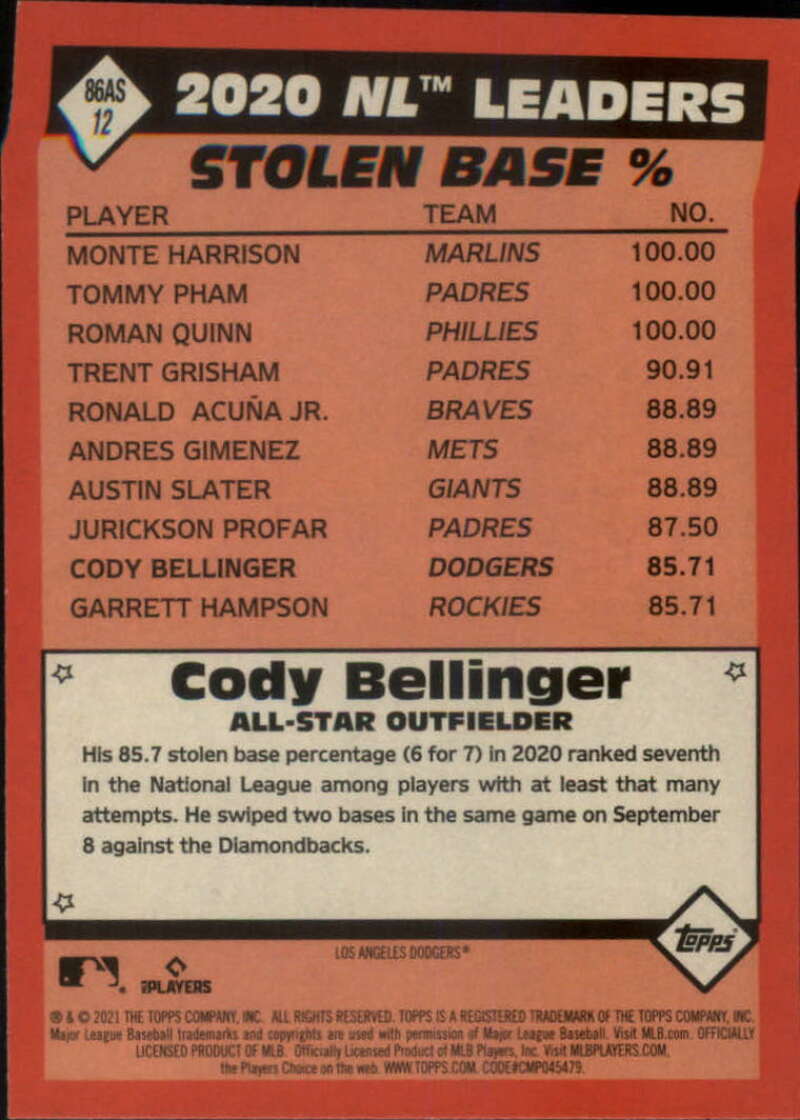 86AS
12
2020 NL™ LEADERS
STOLEN BASE %
PLAYER TEAM NO.
MONTE HARRISON MARLINS 100.00
TOMMY PHAM PADRES 100.00
ROMAN QUINN PHILLIES 100.00
TRENT GRISHAM PADRES 90.91
RONALD ACUÑA JR. BRAVES 88.89
ANDRES GIMENEZ METS 88.89
AUSTIN SLATER GIANTS 88.89
JURICKSON PROFAR PADRES 87.50
CODY BELLINGER DODGERS 85.71
GARRETT HAMPSON ROCKIES 85.71
Cody Bellinger
ALL-STAR OUTFIELDER
His 85.7 stolen base percentage (6 for 7) in 2020 ranked seventh
in the National League among players with at least that many
attempts. He swiped two bases in the same game on September
8 against the Diamondbacks.
topps®
LOS ANGELES DODGERS®
PLAYERS
® & © 2021 THE TOPPS COMPANY, INC. ALL RIGHTS RESERVED. TOPPS IS A REGISTERED TRADEMARK OF THE TOPPS COMPANY, INC.
Major League Baseball trademarks and copyrights are used with permission of Major League Baseball. Visit MLB.com. OFFICIALLY
LICENSED PRODUCT OF MLB. Officially Licensed Product of MLB Players, Inc. Visit MLBPLAYERS.COM,
the Players Choice on the web. WWW.TOPPS.COM. CODE#CMP045479.